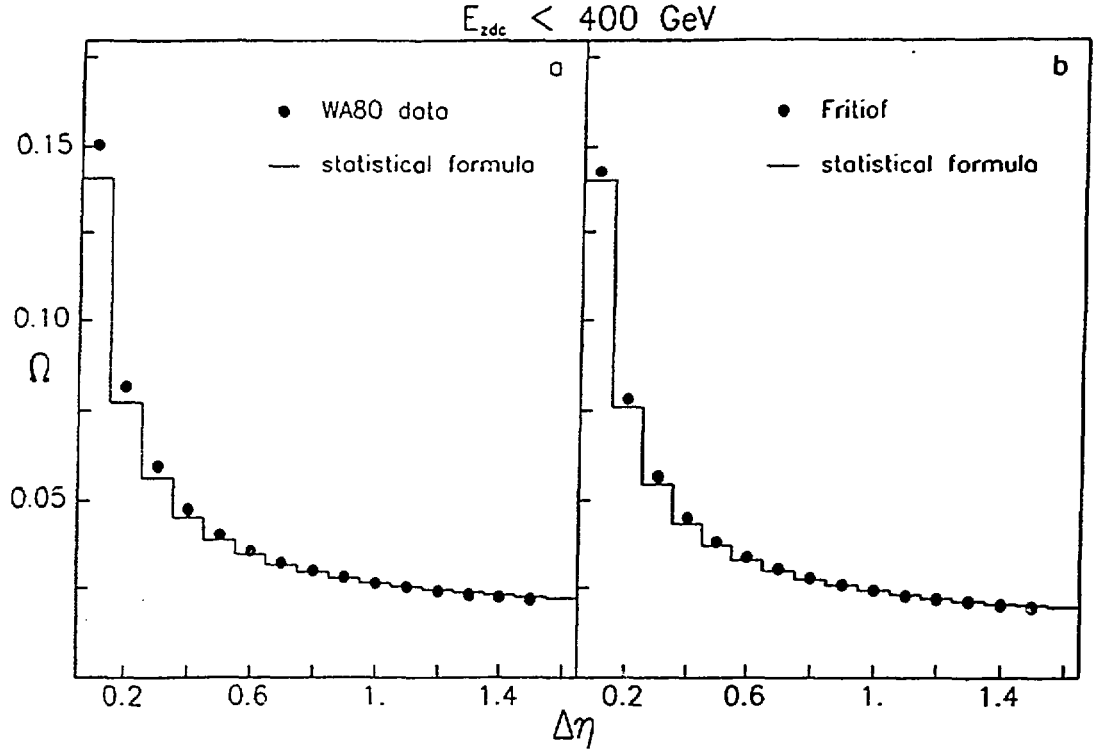 E_zdc < 400 GeV
a
● WA80 data
— statistical formula
b
● Fritiof
— statistical formula
0.15
0.10
Ω
0.05
0.2 0.6 1. 1.4
0.2 0.6 1. 1.4
Δη